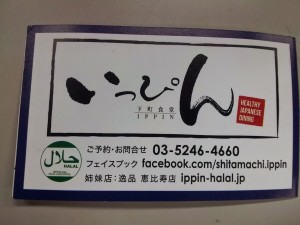 いっぴん
下町食堂
IPPIN
HEALTHY
JAPANESE
DINING
حلال
HALAL
ご予約・お問合せ 03-5246-4660
フェイスブック facebook.com/shitamachi.ippin
姉妹店:逸品 恵比寿店 ippin-halal.jp